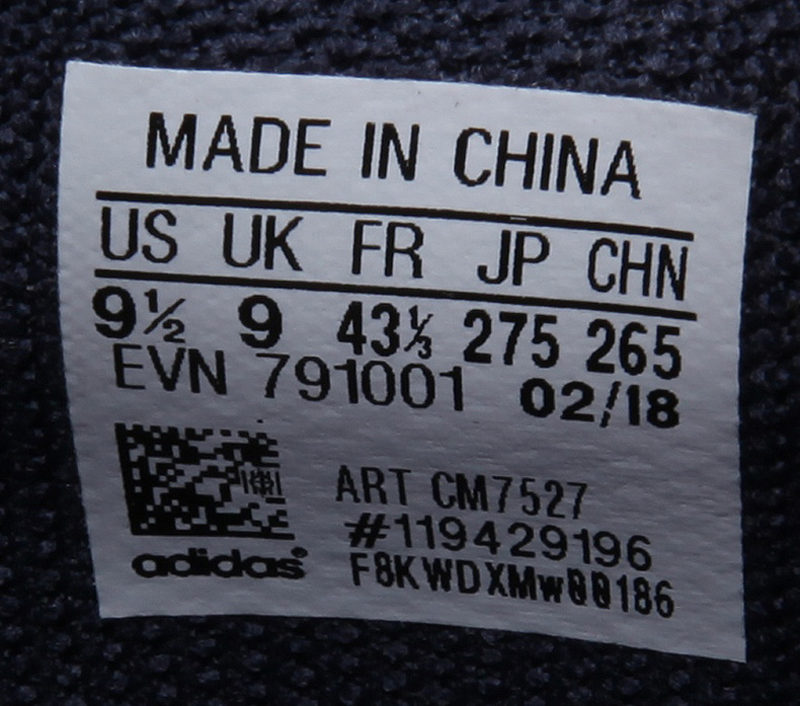 MADE IN CHINA
US UK FR JP CHN
9½ 9 43⅓ 275 265
EVN 791001 02/18
ART CM7527
#119429196
adidas®
F8KWDXMw00186